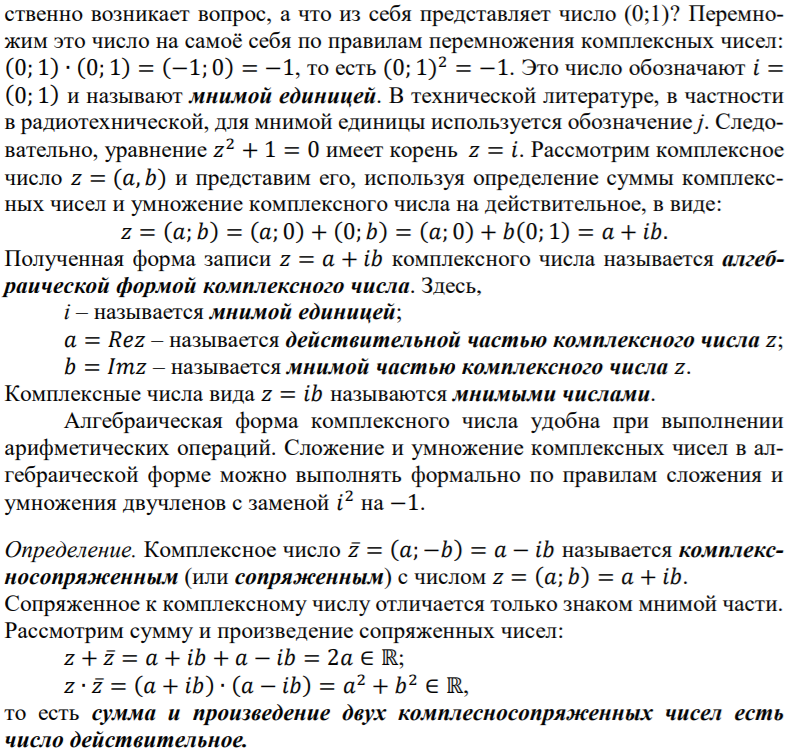 ственно возникает вопрос, а что из себя представляет число (0;1)? Перемно-
жим это число на самоё себя по правилам перемножения комплексных чисел:
(0; 1) · (0; 1) = (−1; 0) = −1, то есть (0; 1)² = −1. Это число обозначают i =
(0; 1) и называют мнимой единицей. В технической литературе, в частности
в радиотехнической, для мнимой единицы используется обозначение j. Следо-
вательно, уравнение z² + 1 = 0 имеет корень z = i. Рассмотрим комплексное
число z = (a, b) и представим его, используя определение суммы комплекс-
ных чисел и умножение комплексного числа на действительное, в виде:
z = (a; b) = (a; 0) + (0; b) = (a; 0) + b(0; 1) = a + ib.
Полученная форма записи z = a + ib комплексного числа называется алгеб-
раической формой комплексного числа. Здесь,
i – называется мнимой единицей;
a = Rez – называется действительной частью комплексного числа z;
b = Imz – называется мнимой частью комплексного числа z.
Комплексные числа вида z = ib называются мнимыми числами.
Алгебраическая форма комплексного числа удобна при выполнении
арифметических операций. Сложение и умножение комплексных чисел в ал-
гебраической форме можно выполнять формально по правилам сложения и
умножения двучленов с заменой i² на −1.
Определение. Комплексное число z̄ = (a; −b) = a − ib называется комплекс-
носопряженным (или сопряженным) с числом z = (a; b) = a + ib.
Сопряженное к комплексному числу отличается только знаком мнимой части.
Рассмотрим сумму и произведение сопряженных чисел:
z + z̄ = a + ib + a − ib = 2a ∈ ℝ;
z · z̄ = (a + ib) · (a − ib) = a² + b² ∈ ℝ,
то есть сумма и произведение двух комплесносопряженных чисел есть
число действительное.